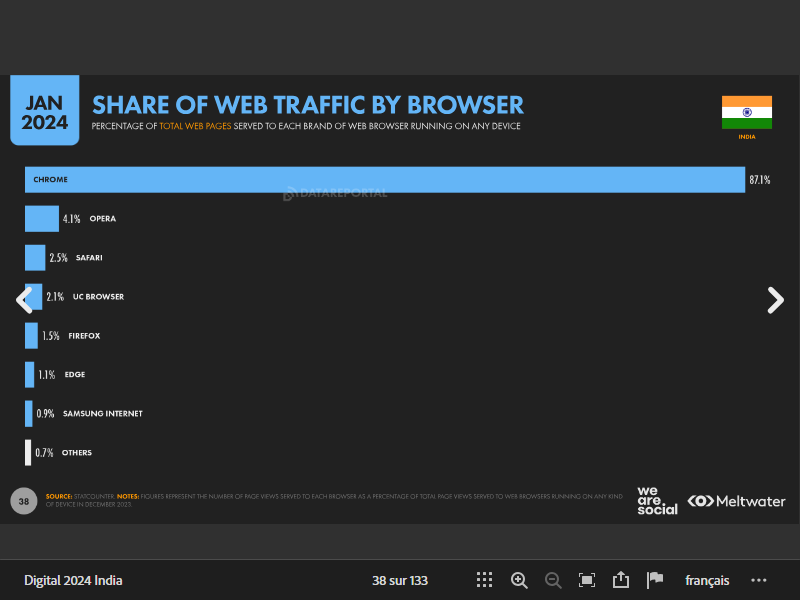 JAN
2024
SHARE OF WEB TRAFFIC BY BROWSER
PERCENTAGE OF TOTAL WEB PAGES SERVED TO EACH BRAND OF WEB BROWSER RUNNING ON ANY DEVICE
INDIA
CHROME 87.1%
DATAREPORTAL
4.1% OPERA
2.5% SAFARI
2.1% UC BROWSER
1.5% FIREFOX
1.1% EDGE
0.9% SAMSUNG INTERNET
0.7% OTHERS
38
SOURCE: STATCOUNTER. NOTES: FIGURES REPRESENT THE NUMBER OF PAGE VIEWS SERVED TO EACH BROWSER AS A PERCENTAGE OF TOTAL PAGE VIEWS SERVED TO WEB BROWSERS RUNNING ON ANY KIND
OF DEVICE IN DECEMBER 2023.
we
are
social
Meltwater
Digital 2024 India
38 sur 133
français